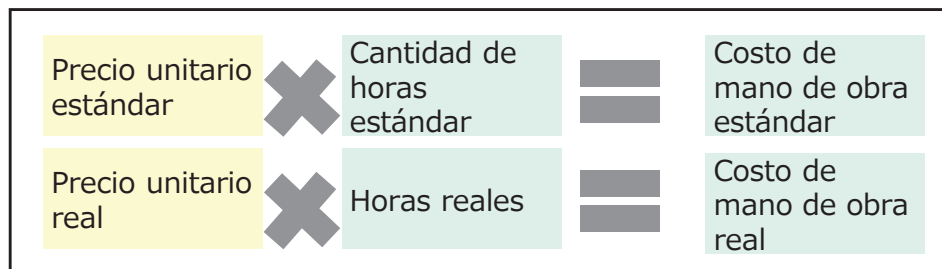 Precio unitario
estándar
Cantidad de
horas
estándar
Costo de
mano de obra
estándar
Precio unitario
real
Horas reales
Costo de
mano de obra
real